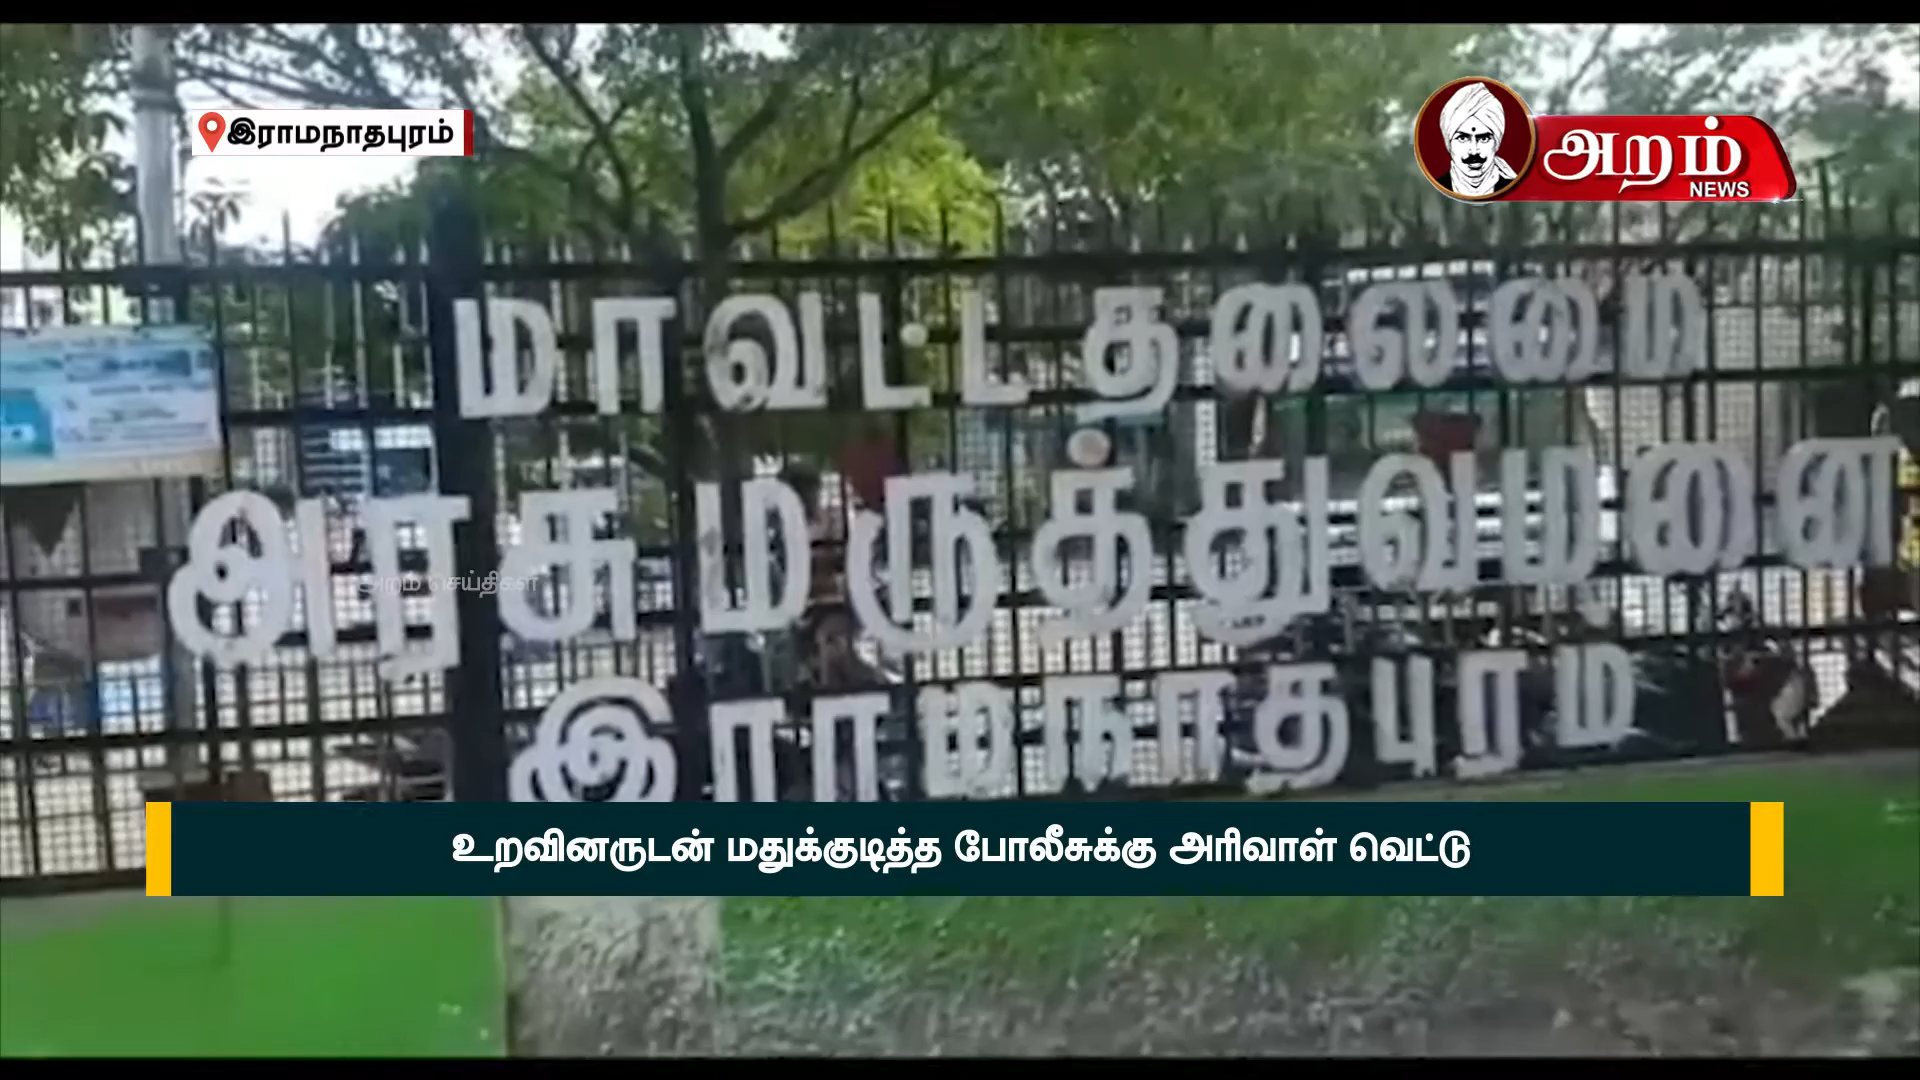 இராமநாதபுரம்
அறம்
NEWS
மாவட்ட தலைமை
அரசு மருத்துவமனை
அறம் செய்திகள்
இராமநாதபுரம
உறவினருடன் மதுக்குடித்த போலீசுக்கு அரிவாள் வெட்டு